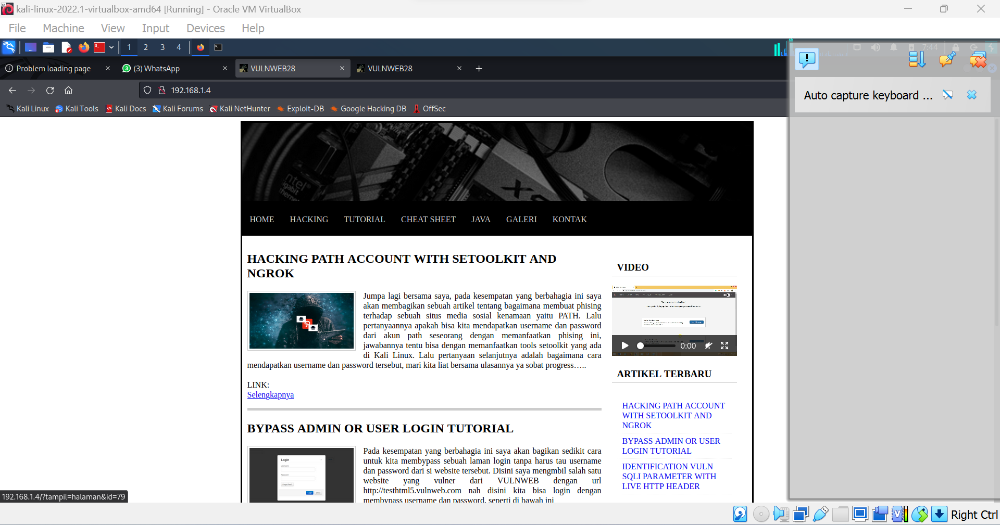 kali-linux-2022.1-virtualbox-amd64 [Running] - Oracle VM VirtualBox
File Machine View Input Devices Help
1 2 3 4 7:44
Problem loading page (3) WhatsApp VULNWEB28 VULNWEB28
192.168.1.4
Auto capture keyboard ...
Kali Linux Kali Tools Kali Docs Kali Forums Kali NetHunter Exploit-DB Google Hacking DB OffSec
intel
gigabit
HOME HACKING TUTORIAL CHEAT SHEET JAVA GALERI KONTAK
HACKING PATH ACCOUNT WITH SETOOLKIT AND
NGROK
Jumpa lagi bersama saya, pada kesempatan yang berbahagia ini saya
akan membagikan sebuah artikel tentang bagaimana membuat phising
terhadap sebuah situs media sosial kenamaan yaitu PATH. Lalu
pertanyaannya apakah bisa kita mendapatkan username dan password
dari akun path seseorang dengan memanfaatkan phising ini,
jawabannya tentu bisa dengan memanfaatkan tools setoolkit yang ada
di Kali Linux. Lalu pertanyaan selanjutnya adalah bagaimana cara
mendapatkan username dan password tersebut, mari kita liat bersama ulasannya ya sobat progress…..
LINK:
Selengkapnya
BYPASS ADMIN OR USER LOGIN TUTORIAL
Login
Pada kesempatan yang berbahagia ini saya akan bagikan sedikit cara
untuk kita membypass sebuah laman login tanpa harus tau username
dan password dari si website tersebut. Disini saya mengmbil salah satu
website yang vulner dari VULNWEB dengan url
http://testhtml5.vulnweb.com nah disini kita bisa login dengan
membypass username dan password, seperti di bawah ini
VIDEO
0:00
ARTIKEL TERBARU
HACKING PATH ACCOUNT
WITH SETOOLKIT AND
NGROK
BYPASS ADMIN OR USER
LOGIN TUTORIAL
IDENTIFICATION VULN
SQLI PARAMETER WITH
LIVE HTTP HEADER
192.168.1.4/?tampil=halaman&id=79
Right Ctrl